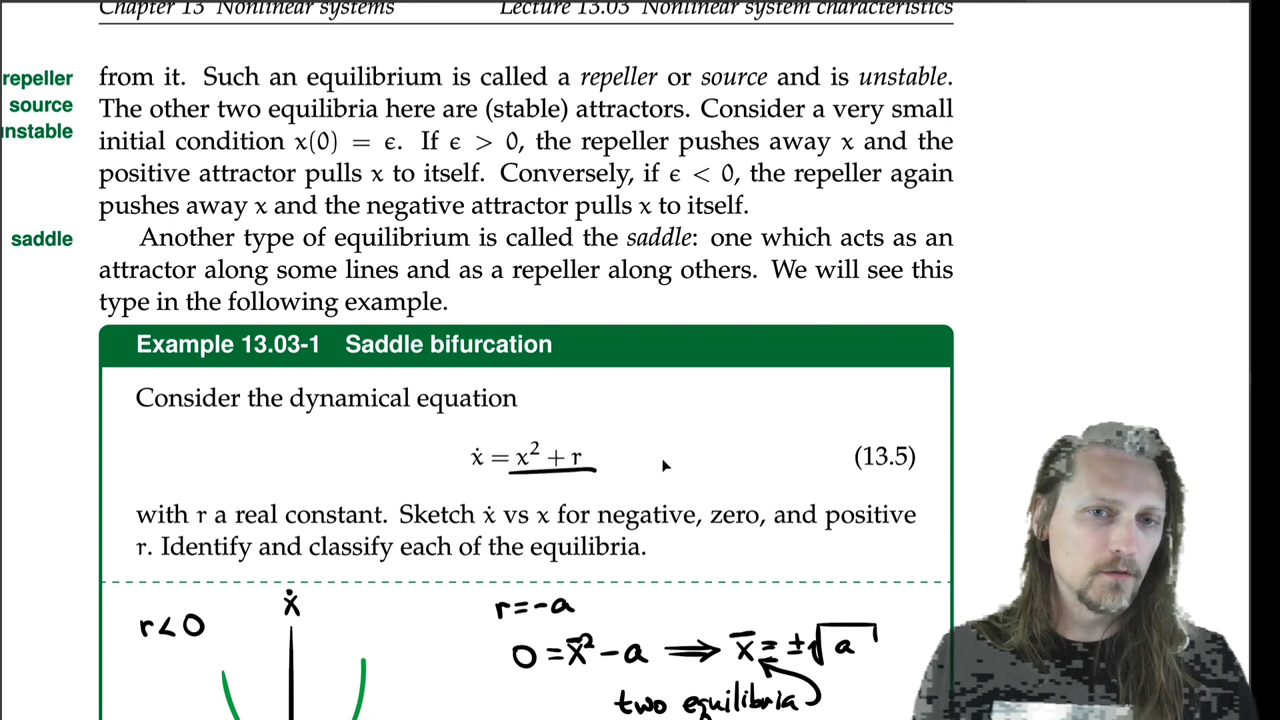 Chapter 13 Nonlinear systems Lecture 13.03 Nonlinear system characteristics
repeller from it. Such an equilibrium is called a repeller or source and is unstable.
source The other two equilibria here are (stable) attractors. Consider a very small
unstable initial condition x(0) = ϵ. If ϵ > 0, the repeller pushes away x and the
positive attractor pulls x to itself. Conversely, if ϵ < 0, the repeller again
pushes away x and the negative attractor pulls x to itself.
saddle Another type of equilibrium is called the saddle: one which acts as an
attractor along some lines and as a repeller along others. We will see this
type in the following example.
Example 13.03-1 Saddle bifurcation
Consider the dynamical equation
ẋ = x² + r (13.5)
with r a real constant. Sketch ẋ vs x for negative, zero, and positive
r. Identify and classify each of the equilibria.
r<0 ẋ r=-a
0 = x̄² - a ⟹ x̄ = ±√a
two equilibria